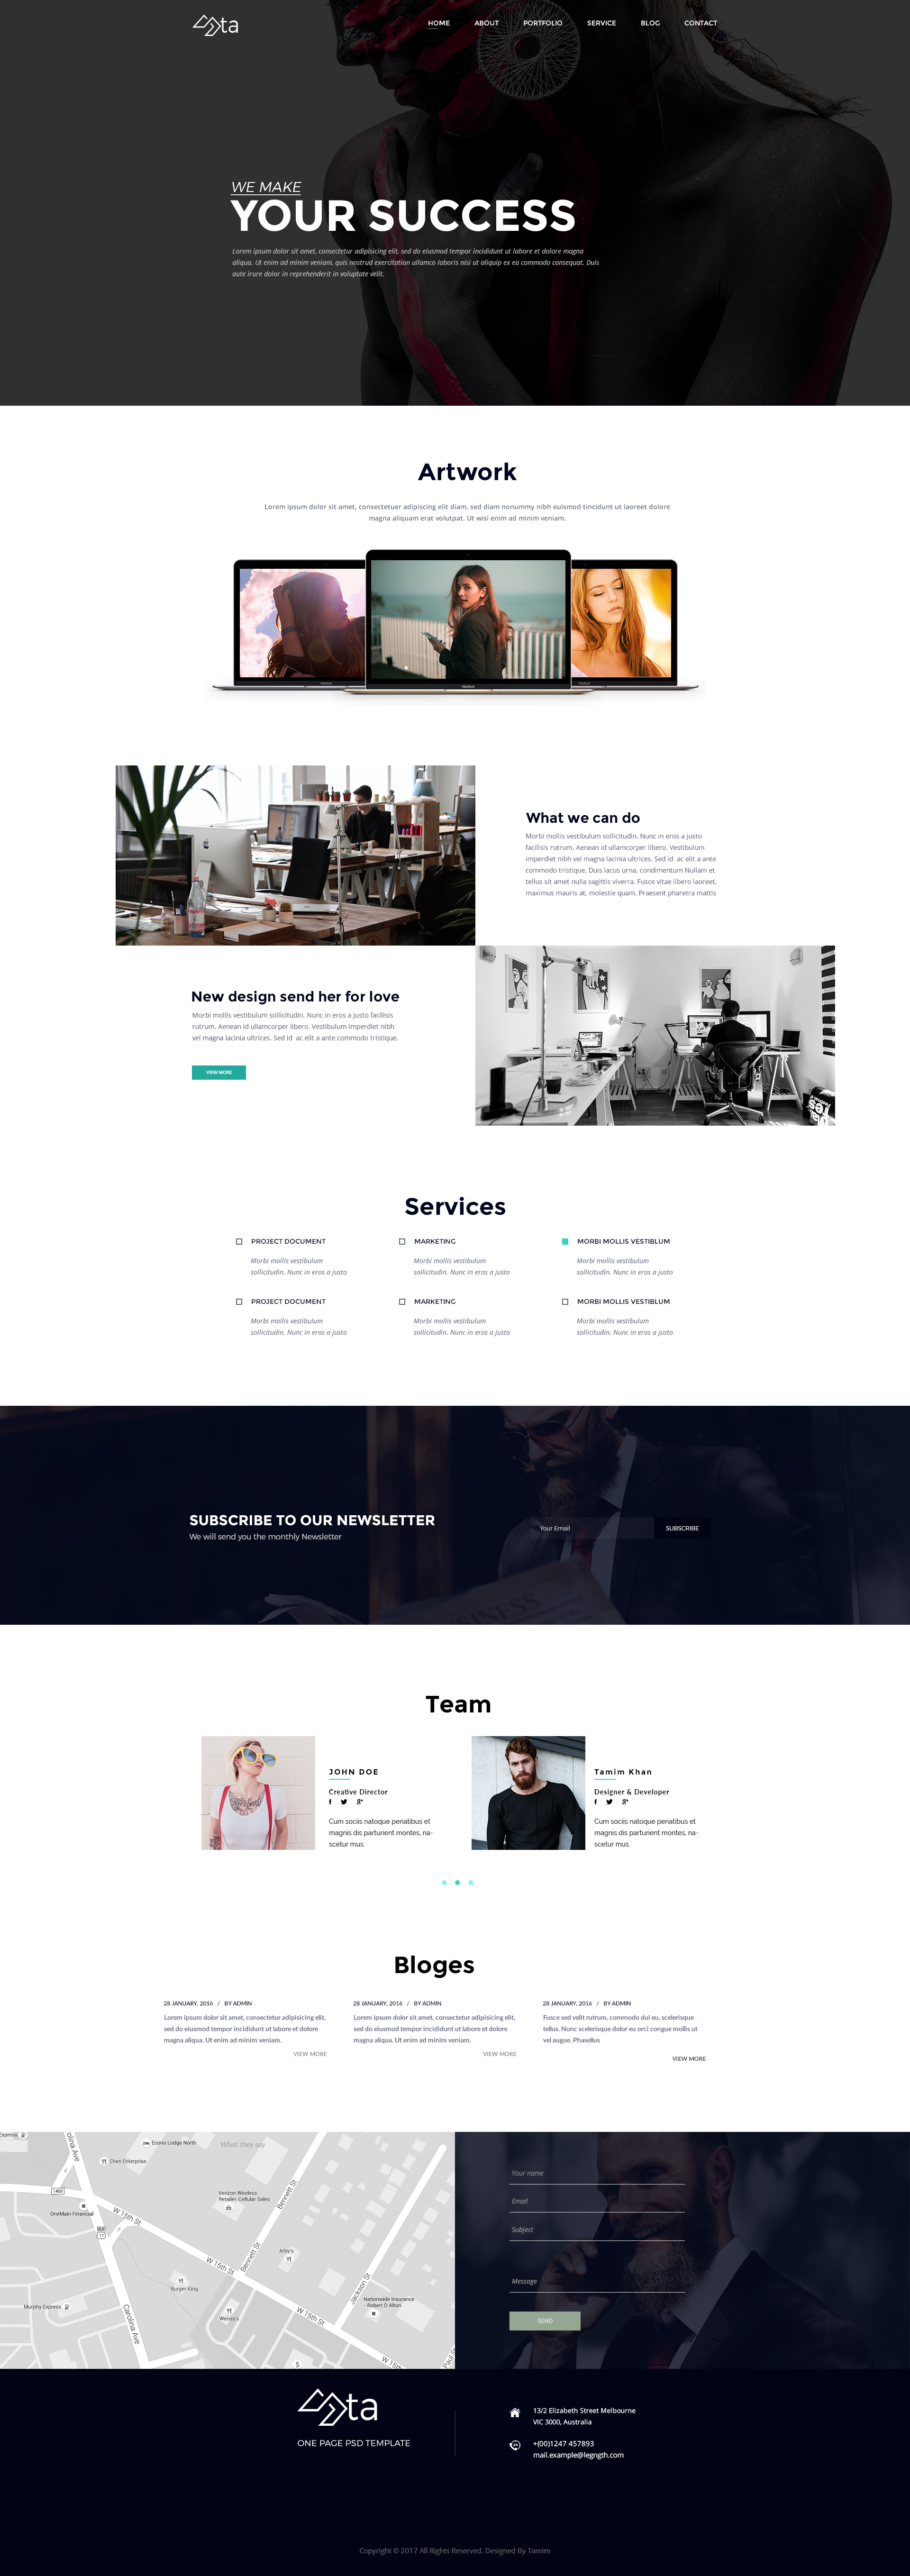 ta
HOME ABOUT PORTFOLIO SERVICE BLOG CONTACT
WE MAKE
YOUR SUCCESS
Lorem ipsum dolor sit amet, consectetur adipisicing elit, sed do eiusmod tempor incididunt ut labore et dolore magna
aliqua. Ut enim ad minim veniam, quis nostrud exercitation ullamco laboris nisi ut aliquip ex ea commodo consequat. Duis
aute irure dolor in reprehenderit in voluptate velit.
Artwork
Lorem ipsum dolor sit amet, consectetuer adipiscing elit diam, sed diam nonummy nibh euismod tincidunt ut laoreet dolore
magna aliquam erat volutpat. Ut wisi enim ad minim veniam.
MacBook MacBook MacBook
What we can do
Morbi mollis vestibulum sollicitudin. Nunc in eros a justo
facilisis rutrum. Aenean id ullamcorper libero. Vestibulum
imperdiet nibh vel magna lacinia ultrices. Sed id ac elit a ante
commodo tristique. Duis lacus urna, condimentum Nullam et
tellus sit amet nulla sagittis viverra. Fusce vitae libero laoreet,
maximus mauris at, molestie quam. Praesent pharetra mattis
New design send her for love
Morbi mollis vestibulum sollicitudin. Nunc in eros a justo facilisis
rutrum. Aenean id ullamcorper libero. Vestibulum imperdiet nibh
vel magna lacinia ultrices. Sed id ac elit a ante commodo tristique.
VIEW MORE
Services
PROJECT DOCUMENT
Morbi mollis vestibulum
sollicitudin. Nunc in eros a justo
MARKETING
Morbi mollis vestibulum
sollicitudin. Nunc in eros a justo
MORBI MOLLIS VESTIBLUM
Morbi mollis vestibulum
sollicitudin. Nunc in eros a justo
PROJECT DOCUMENT
Morbi mollis vestibulum
sollicitudin. Nunc in eros a justo
MARKETING
Morbi mollis vestibulum
sollicitudin. Nunc in eros a justo
MORBI MOLLIS VESTIBLUM
Morbi mollis vestibulum
sollicitudin. Nunc in eros a justo
SUBSCRIBE TO OUR NEWSLETTER
We will send you the monthly Newsletter
Your Email SUBSCRIBE
Team
JOHN DOE
Creative Director
Cum sociis natoque penatibus et
magnis dis parturient montes, na-
scetur mus.
Tamim Khan
Designer & Developer
Cum sociis natoque penatibus et
magnis dis parturient montes, na-
scetur mus.
Bloges
28 JANUARY, 2016 / BY ADMIN
Lorem ipsum dolor sit amet, consectetur adipisicing elit,
sed do eiusmod tempor incididunt ut labore et dolore
magna aliqua. Ut enim ad minim veniam.
VIEW MORE
28 JANUARY, 2016 / BY ADMIN
Lorem ipsum dolor sit amet, consectetur adipisicing elit,
sed do eiusmod tempor incididunt ut labore et dolore
magna aliqua. Ut enim ad minim veniam.
VIEW MORE
28 JANUARY, 2016 / BY ADMIN
Fusce sed velit rutrum, commodo dui eu, scelerisque
tellus. Nunc scelerisque dolor eu orci congue mollis ut
vel augue. Phasellus
VIEW MORE
Express
olina Ave
Econo Lodge North
What they say
Chen Enterprise
1403
OneMain Financial
W 15th St
Verizon Wireless
Retailer, Cellular Sales
Bennett St
17
Arby's
Bennett St
W 15th St
Burger King
Jackson St
Nationwide Insurance
- Robert D Alton
Murphy Express
Carolina Ave
Wendy's
W 15th St
W 15th
Paul St
5
Your name
Email
Subject
Message
SEND
ta
ONE PAGE PSD TEMPLATE
13/2 Elizabeth Street Melbourne
VIC 3000, Australia
+(00)1247 457893
mail.example@legngth.com
Copyright © 2017 All Rights Reserved. Designed By Tamim